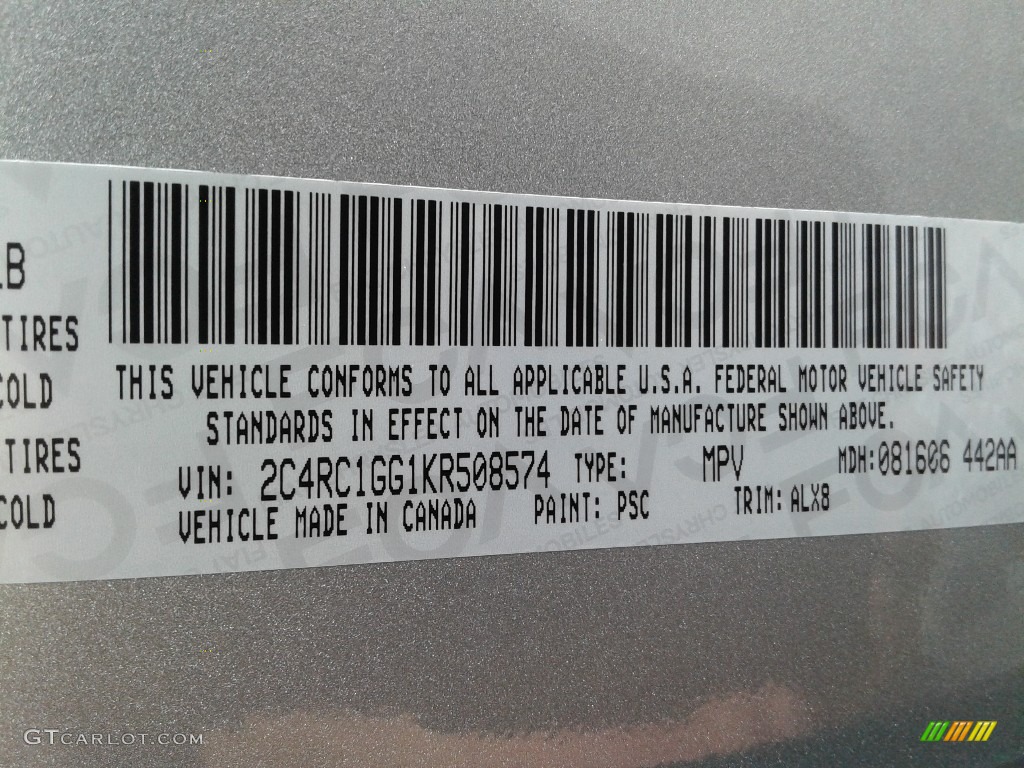 LB
TIRES
COLD
TIRES
COLD
THIS VEHICLE CONFORMS TO ALL APPLICABLE U.S.A. FEDERAL MOTOR VEHICLE SAFETY
STANDARDS IN EFFECT ON THE DATE OF MANUFACTURE SHOWN ABOVE.
VIN: 2C4RC1GG1KR508574 TYPE: MPV MDH:081606 442AA
VEHICLE MADE IN CANADA PAINT: PSC TRIM: ALX8
GTCARLOT.COM